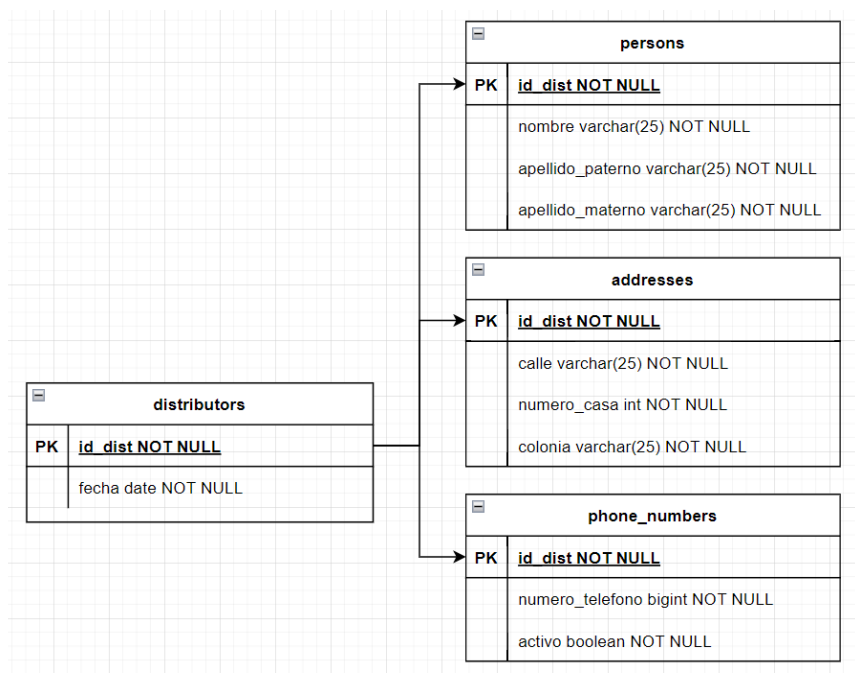 persons
PK id_dist NOT NULL
nombre varchar(25) NOT NULL
apellido_paterno varchar(25) NOT NULL
apellido_materno varchar(25) NOT NULL
addresses
PK id_dist NOT NULL
calle varchar(25) NOT NULL
numero_casa int NOT NULL
colonia varchar(25) NOT NULL
distributors
PK id_dist NOT NULL
fecha date NOT NULL
phone_numbers
PK id_dist NOT NULL
numero_telefono bigint NOT NULL
activo boolean NOT NULL